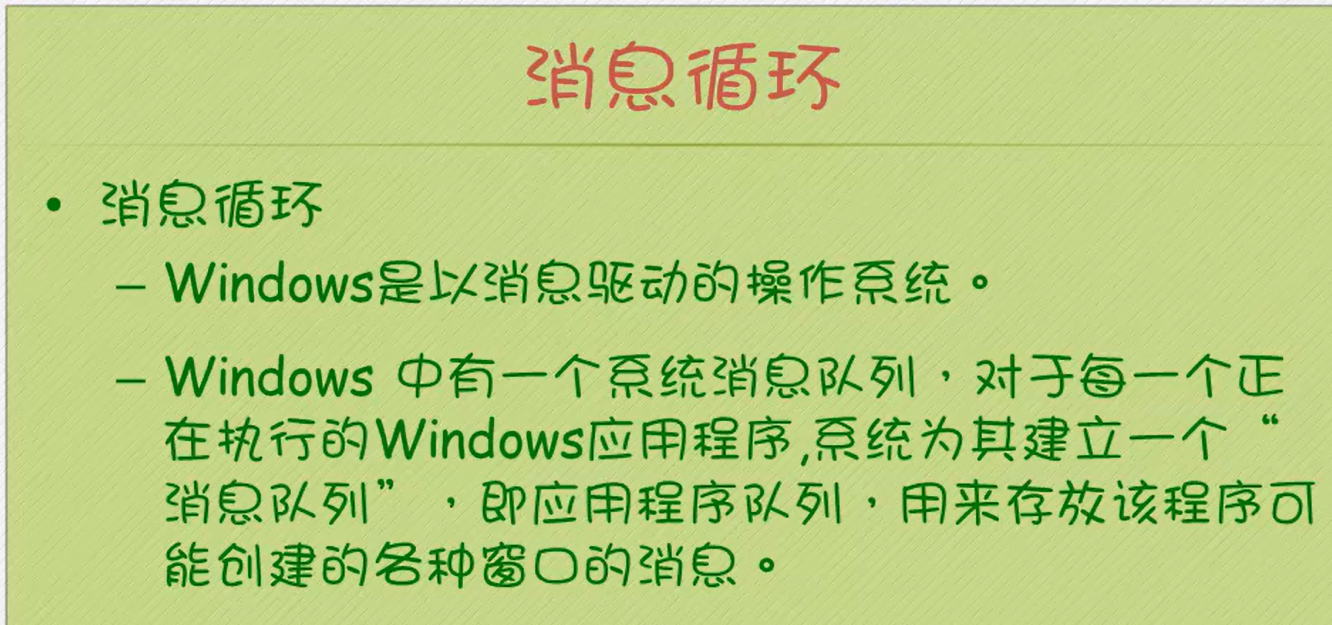 消息循环
• 消息循环
– Windows是以消息驱动的操作系统。
– Windows 中有一个系统消息队列，对于每一个正
在执行的Windows应用程序,系统为其建立一个“
消息队列”，即应用程序队列，用来存放该程序可
能创建的各种窗口的消息。